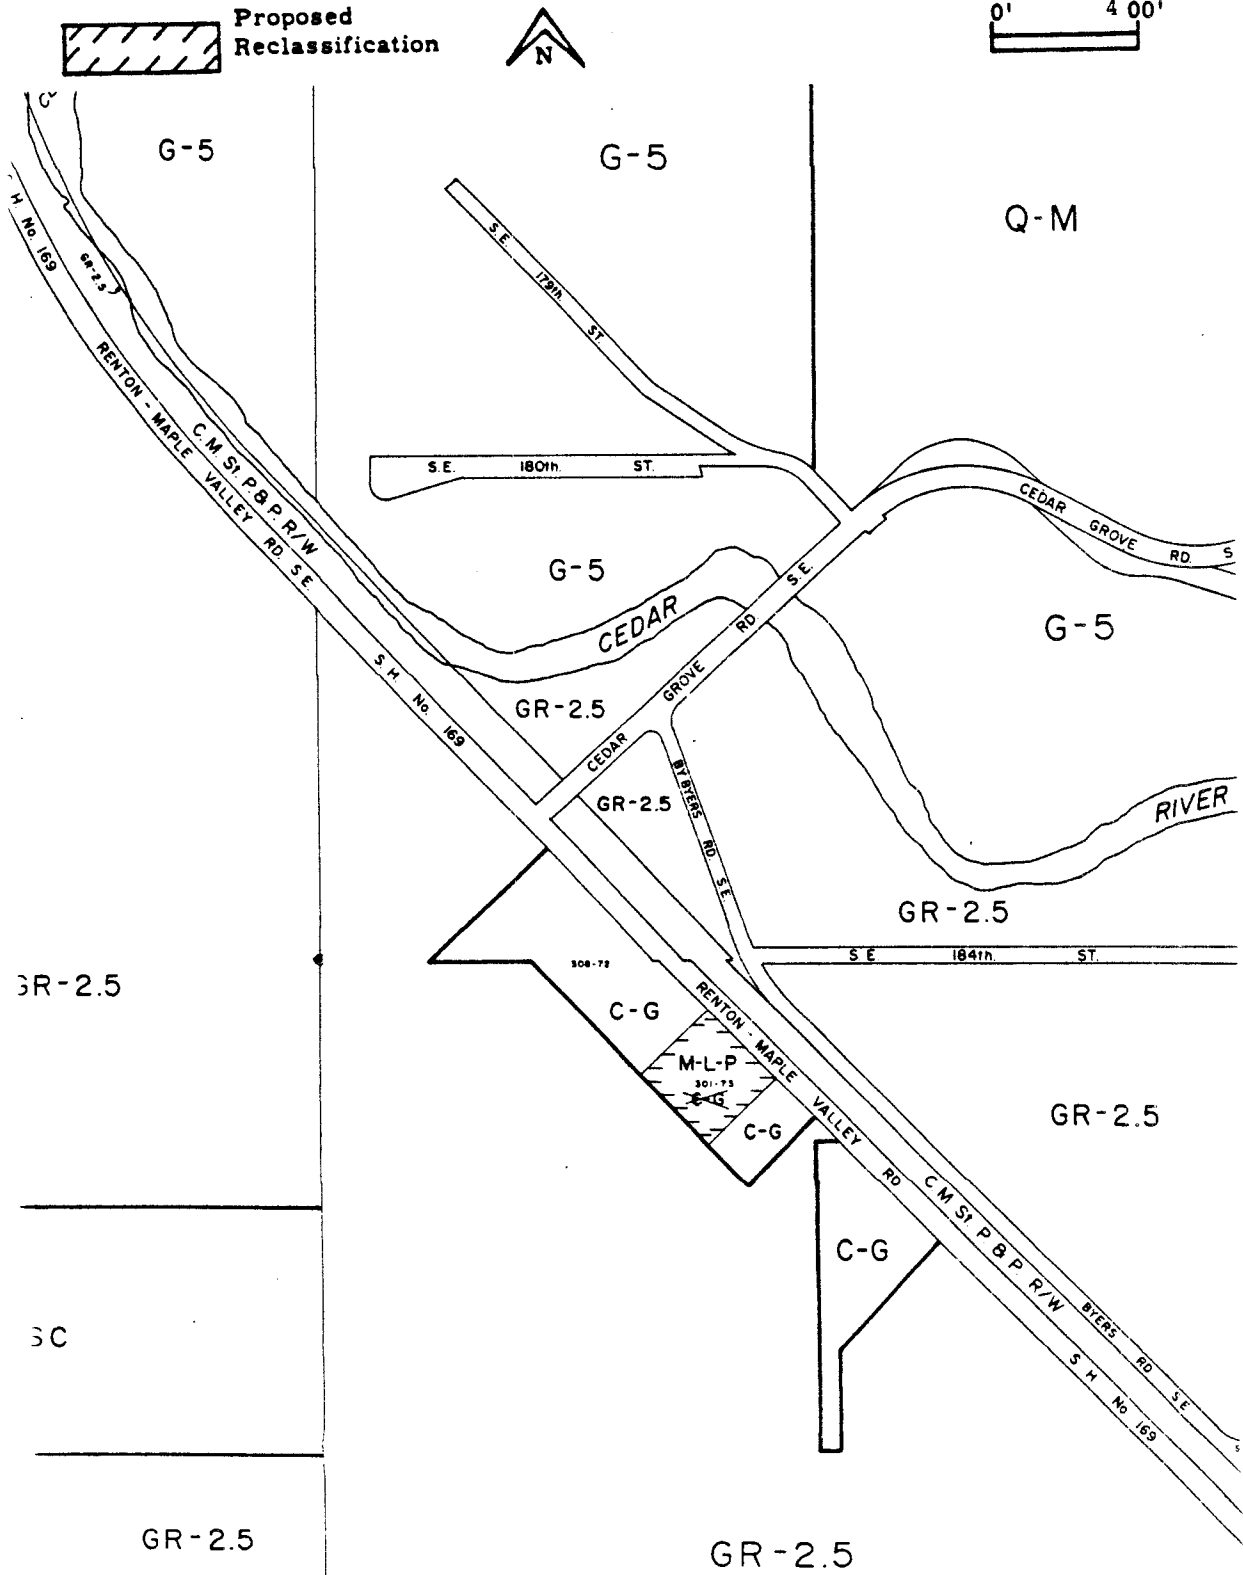 Proposed
Reclassification
N
0' 400'
G-5
G-5
Q-M
H. No. 169
GR-2.5
S.E. 179th. ST.
RENTON - MAPLE VALLEY RD. S.E.
C. M. St. P. & P. R/W
S.E. 180th. ST.
CEDAR GROVE RD. S
G-5
CEDAR
G-5
S. H. No. 169
GR-2.5
CEDAR GROVE RD S.E.
GR-2.5
BY BYERS RD. S.E.
RIVER
GR-2.5
S E 184th. ST.
GR-2.5
308-72
C-G
RENTON - MAPLE VALLEY RD
M-L-P
301-73
C-G
C-G
GR-2.5
C-G
C M St. P & P. R/W
BYERS RD SE
S H No 169
SC
GR-2.5
GR-2.5